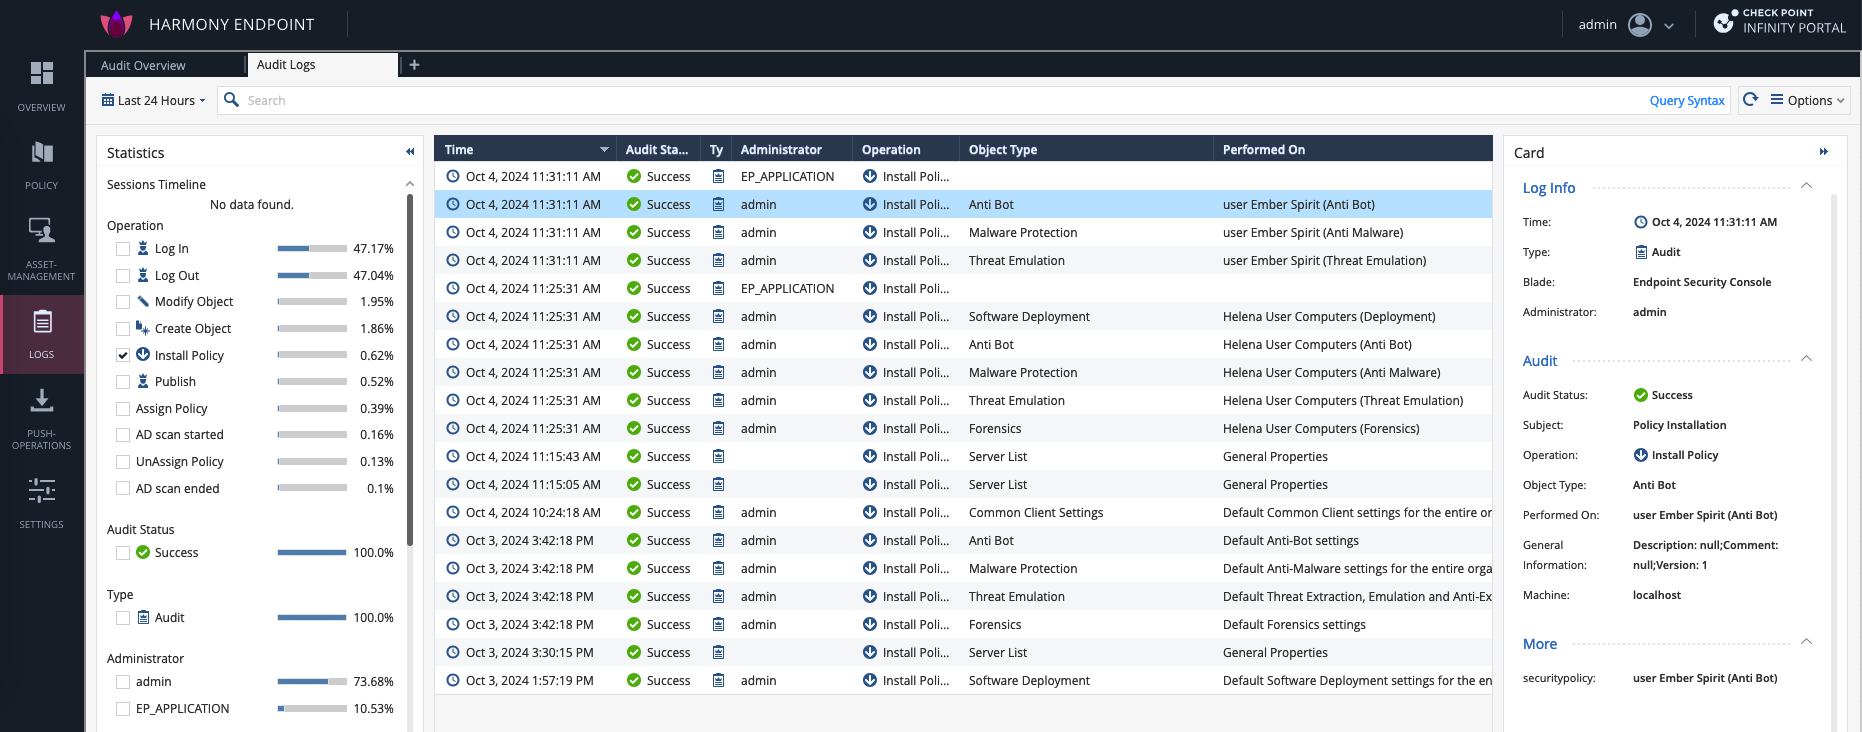 HARMONY ENDPOINT
admin
CHECK POINT
INFINITY PORTAL
OVERVIEW
POLICY
ASSET-
MANAGEMENT
LOGS
PUSH-
OPERATIONS
SETTINGS
Audit Overview
Audit Logs
+
Last 24 Hours
Search
Query Syntax
Options
Statistics
Sessions Timeline
No data found.
Operation
Log In 47.17%
Log Out 47.04%
Modify Object 1.95%
Create Object 1.86%
Install Policy 0.62%
Publish 0.52%
Assign Policy 0.39%
AD scan started 0.16%
UnAssign Policy 0.13%
AD scan ended 0.1%
Audit Status
Success 100.0%
Type
Audit 100.0%
Administrator
admin 73.68%
EP_APPLICATION 10.53%
Time Audit Sta... Ty Administrator Operation Object Type Performed On
Oct 4, 2024 11:31:11 AM Success EP_APPLICATION Install Poli...
Oct 4, 2024 11:31:11 AM Success admin Install Poli... Anti Bot user Ember Spirit (Anti Bot)
Oct 4, 2024 11:31:11 AM Success admin Install Poli... Malware Protection user Ember Spirit (Anti Malware)
Oct 4, 2024 11:31:11 AM Success admin Install Poli... Threat Emulation user Ember Spirit (Threat Emulation)
Oct 4, 2024 11:25:31 AM Success EP_APPLICATION Install Poli...
Oct 4, 2024 11:25:31 AM Success admin Install Poli... Software Deployment Helena User Computers (Deployment)
Oct 4, 2024 11:25:31 AM Success admin Install Poli... Anti Bot Helena User Computers (Anti Bot)
Oct 4, 2024 11:25:31 AM Success admin Install Poli... Malware Protection Helena User Computers (Anti Malware)
Oct 4, 2024 11:25:31 AM Success admin Install Poli... Threat Emulation Helena User Computers (Threat Emulation)
Oct 4, 2024 11:25:31 AM Success admin Install Poli... Forensics Helena User Computers (Forensics)
Oct 4, 2024 11:15:43 AM Success Install Poli... Server List General Properties
Oct 4, 2024 11:15:05 AM Success Install Poli... Server List General Properties
Oct 4, 2024 10:24:18 AM Success admin Install Poli... Common Client Settings Default Common Client settings for the entire or
Oct 3, 2024 3:42:18 PM Success admin Install Poli... Anti Bot Default Anti-Bot settings
Oct 3, 2024 3:42:18 PM Success admin Install Poli... Malware Protection Default Anti-Malware settings for the entire orga
Oct 3, 2024 3:42:18 PM Success admin Install Poli... Threat Emulation Default Threat Extraction, Emulation and Anti-Ex
Oct 3, 2024 3:42:18 PM Success admin Install Poli... Forensics Default Forensics settings
Oct 3, 2024 3:30:15 PM Success Install Poli... Server List General Properties
Oct 3, 2024 1:57:19 PM Success admin Install Poli... Software Deployment Default Software Deployment settings for the en
Card
Log Info
Time: Oct 4, 2024 11:31:11 AM
Type: Audit
Blade: Endpoint Security Console
Administrator: admin
Audit
Audit Status: Success
Subject: Policy Installation
Operation: Install Policy
Object Type: Anti Bot
Performed On: user Ember Spirit (Anti Bot)
General Description: null;Comment:
Information: null;Version: 1
Machine: localhost
More
securitypolicy: user Ember Spirit (Anti Bot)